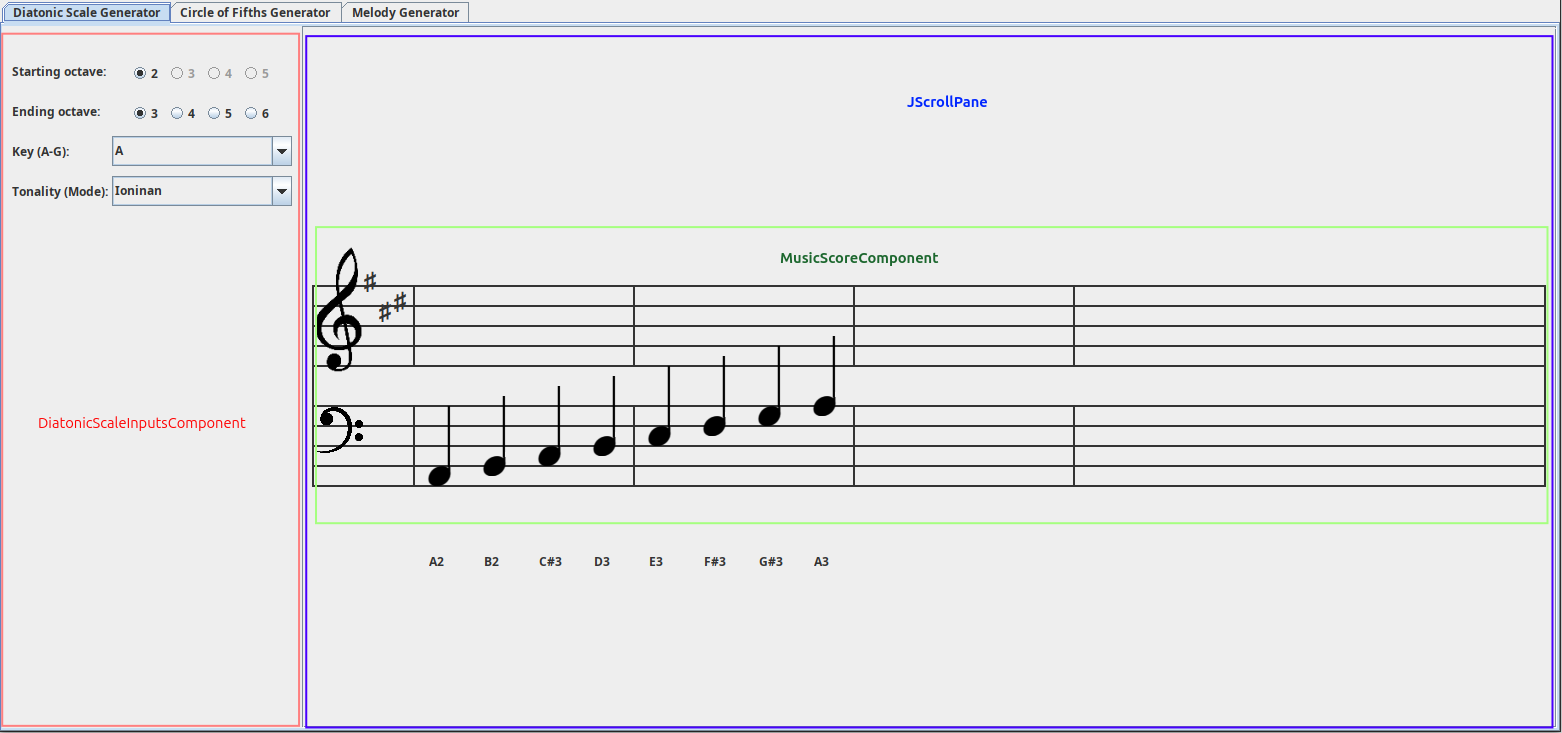 Diatonic Scale Generator Circle of Fifths Generator Melody Generator
Starting octave: 2 3 4 5
Ending octave: 3 4 5 6
Key (A-G): A
Tonality (Mode): Ioninan
DiatonicScaleInputsComponent
JScrollPane
MusicScoreComponent
A2 B2 C#3 D3 E3 F#3 G#3 A3